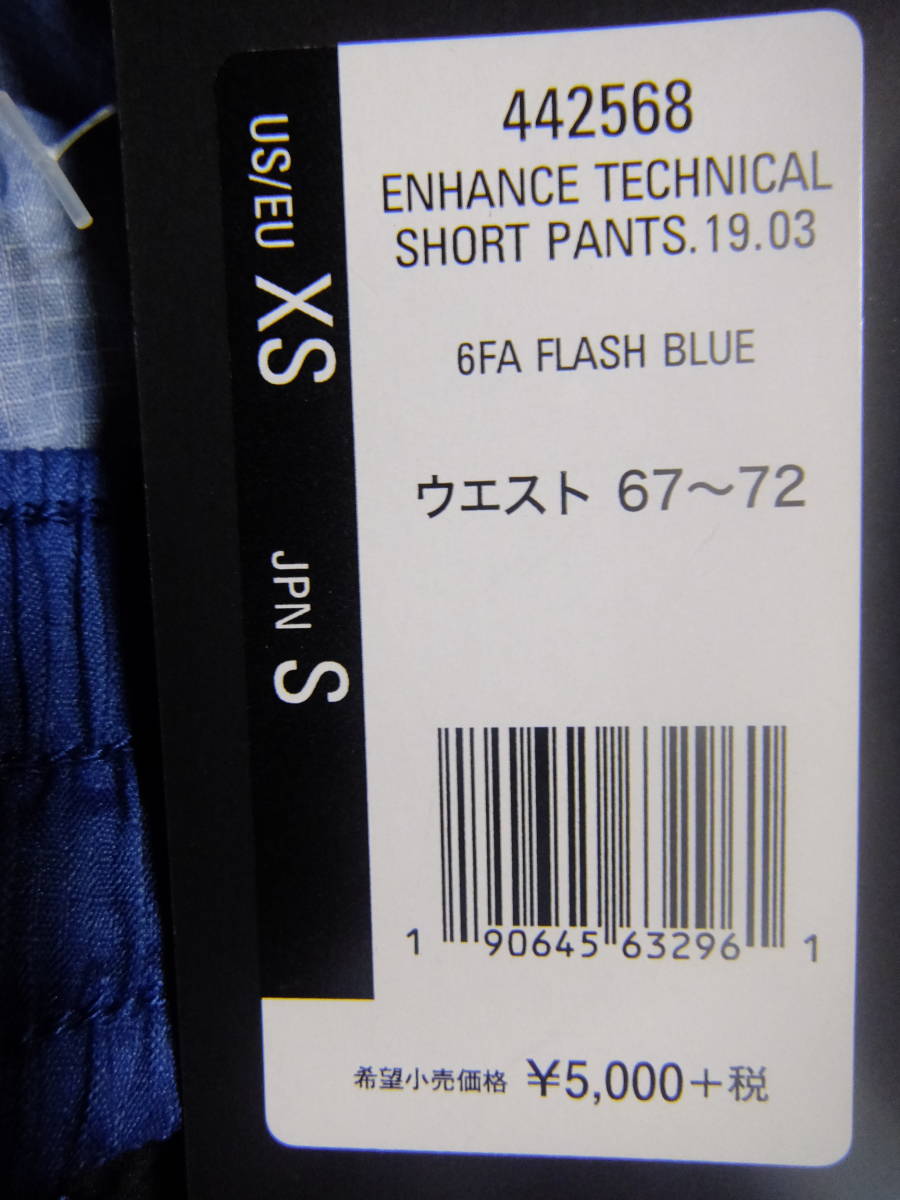 442568
ENHANCE TECHNICAL
SHORT PANTS.19.03
6FA FLASH BLUE
ウエスト 67～72
US/EU XS
JPN S
1 90645 63296 1
希望小売価格 ¥5,000＋税